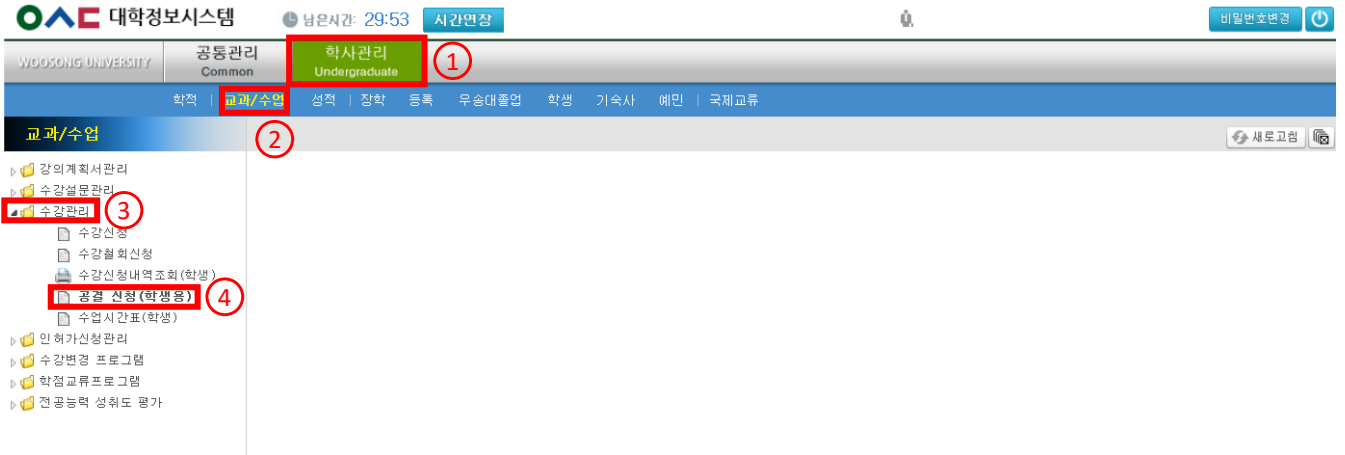 대학정보시스템 남은시간: 29:53 시간연장 비밀번호변경
WOOSONG UNIVERSITY 공통관리 Common 학사관리 Undergraduate 1
학적 | 교과/수업 성적 | 장학 등록 우송대졸업 학생 기숙사 예민 | 국제교류
교과/수업 2 새로고침
강의계획서관리
수강설문관리
수강관리 3
수강신청
수강철회신청
수강신청내역조회(학생)
공결 신청(학생용) 4
수업시간표(학생)
인허가신청관리
수강변경 프로그램
학점교류프로그램
전공능력 성취도 평가